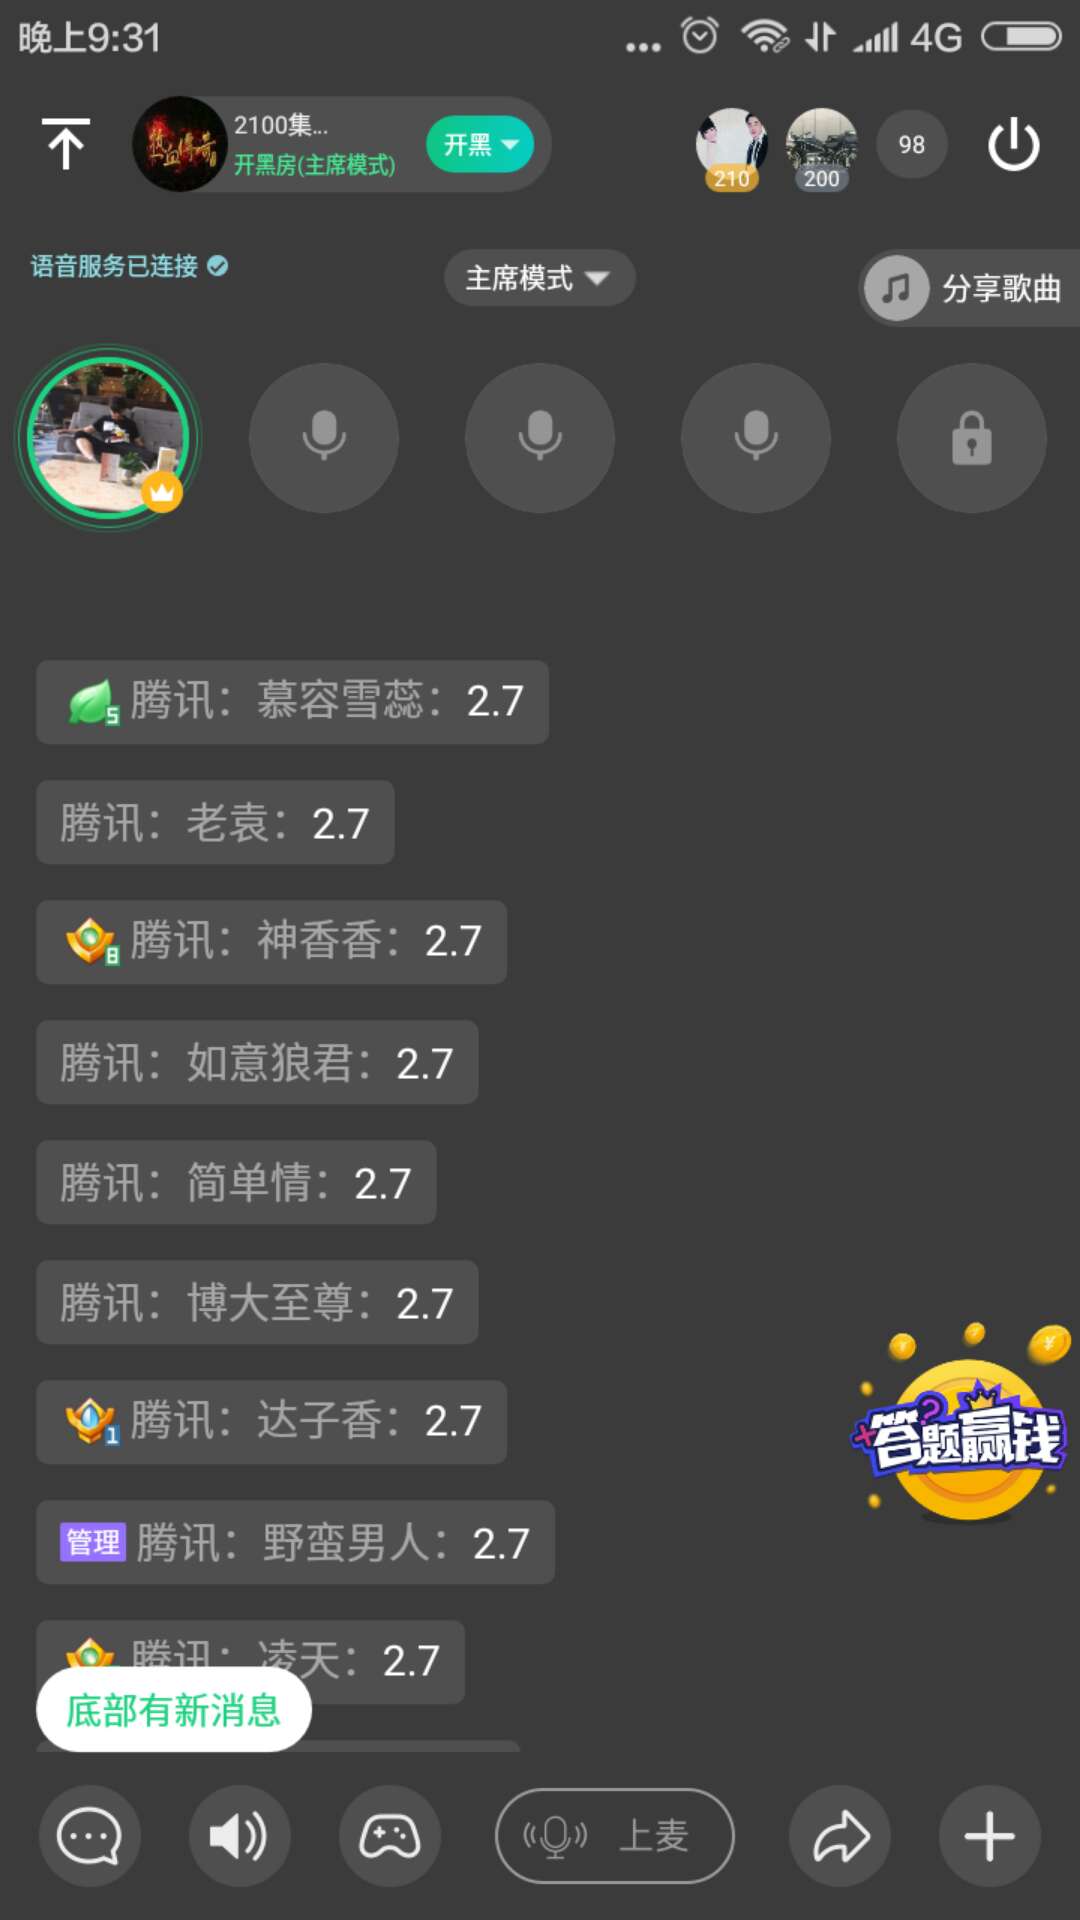 晚上9:31
4G
热血传奇
2100集...
开黑房(主席模式)
开黑
210
200
98
语音服务已连接
主席模式
分享歌曲
5 腾讯：慕容雪蕊：2.7
腾讯：老袁：2.7
8 腾讯：神香香：2.7
腾讯：如意狼君：2.7
腾讯：简单情：2.7
腾讯：博大至尊：2.7
1 腾讯：达子香：2.7
答题赢钱
管理 腾讯：野蛮男人：2.7
腾讯：凌天：2.7
底部有新消息
上麦